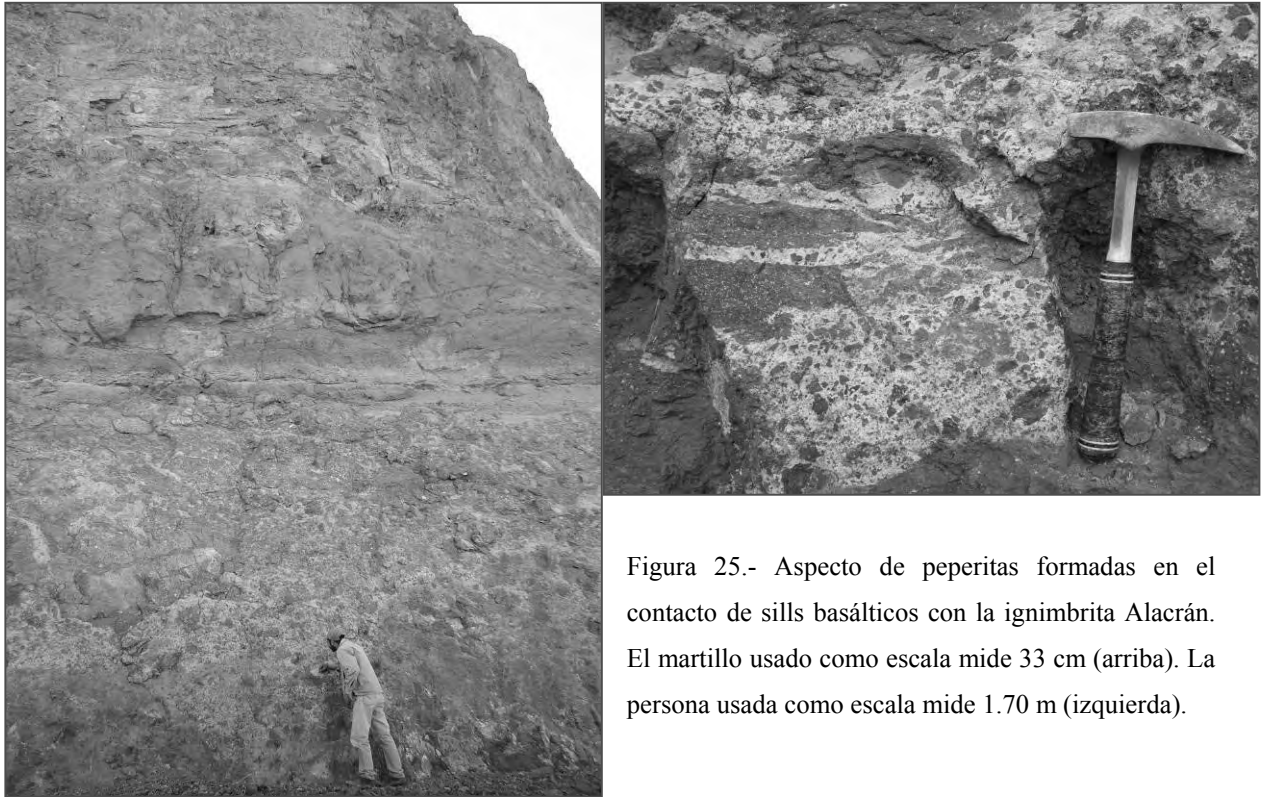 Figura 25.- Aspecto de peperitas formadas en el
contacto de sills basálticos con la ignimbrita Alacrán.
El martillo usado como escala mide 33 cm (arriba). La
persona usada como escala mide 1.70 m (izquierda).